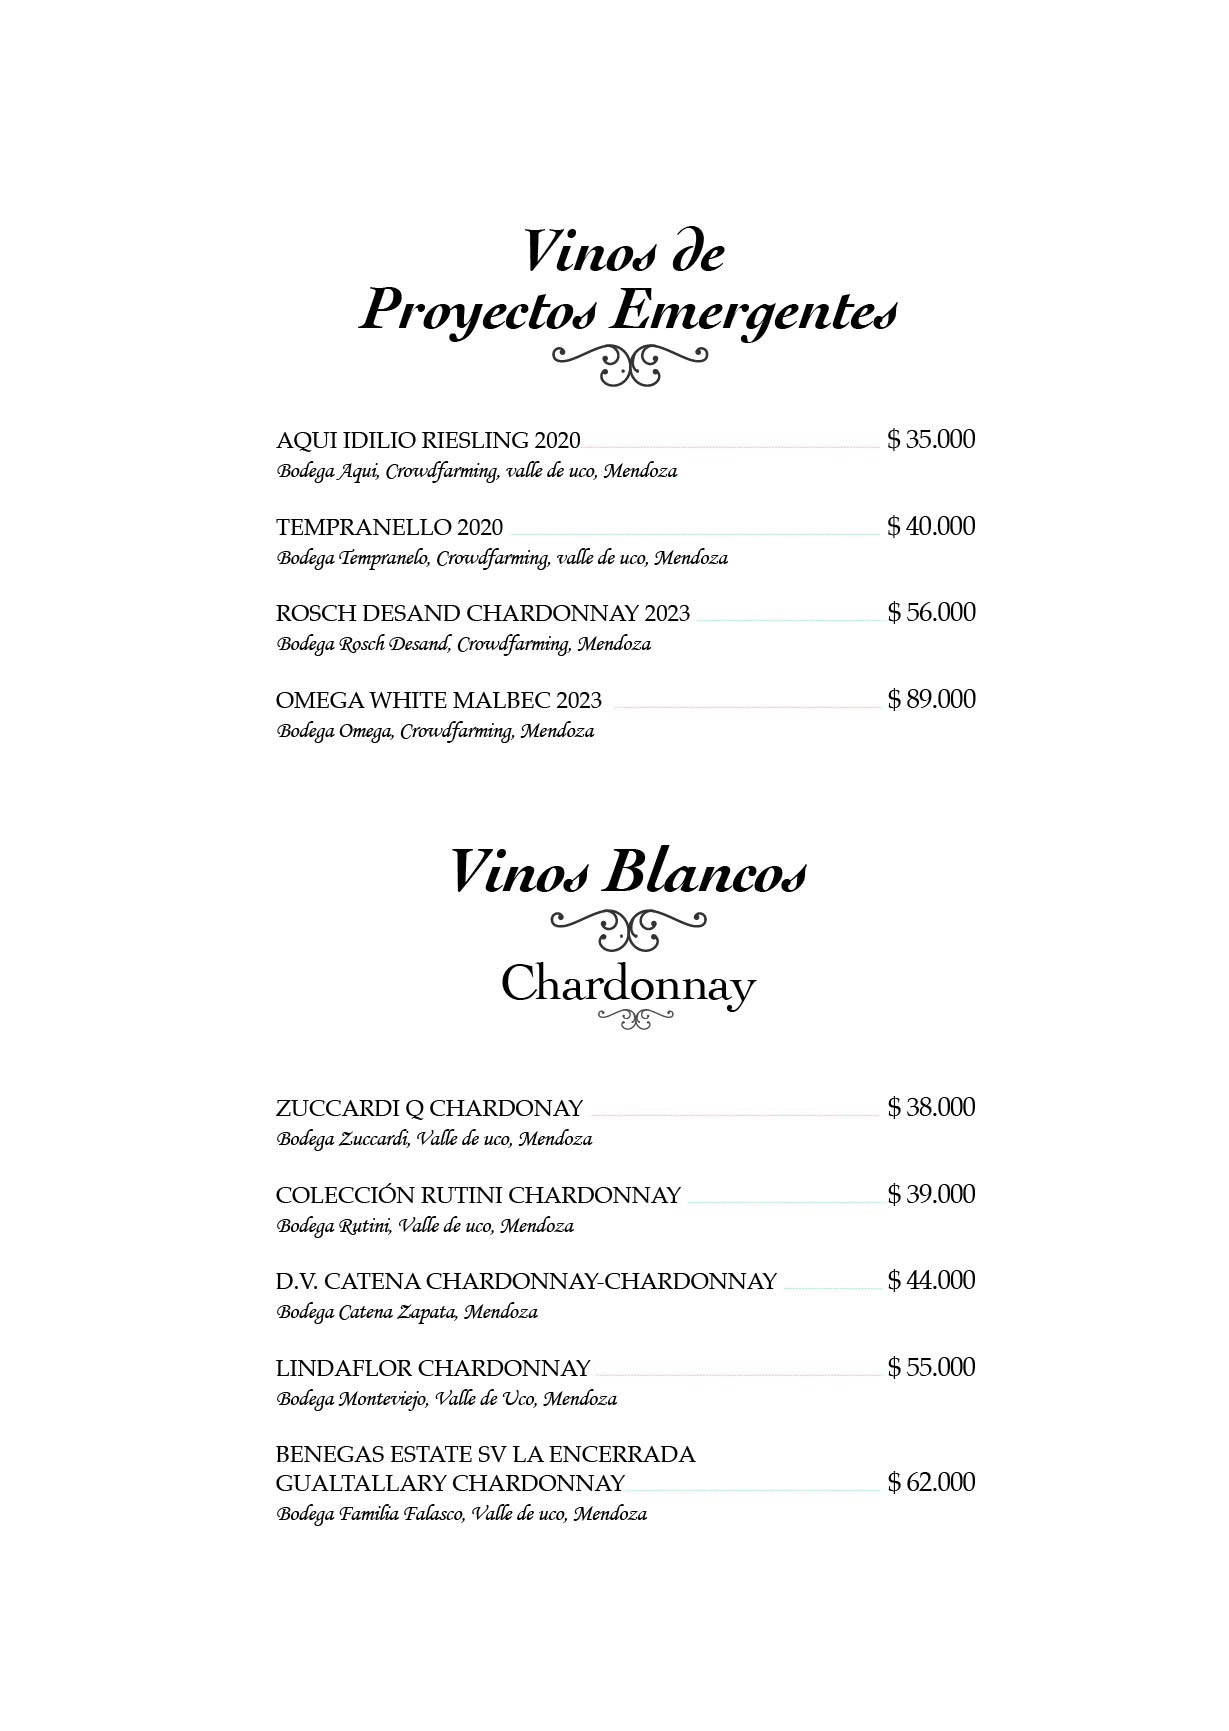 Vinos de
Proyectos Emergentes
AQUI IDILIO RIESLING 2020 $ 35.000
Bodega Aqui, Crowdfarming, valle de uco, Mendoza
TEMPRANELLO 2020 $ 40.000
Bodega Tempranelo, Crowdfarming, valle de uco, Mendoza
ROSCH DESAND CHARDONNAY 2023 $ 56.000
Bodega Rosch Desand, Crowdfarming, Mendoza
OMEGA WHITE MALBEC 2023 $ 89.000
Bodega Omega, Crowdfarming, Mendoza
Vinos Blancos
Chardonnay
ZUCCARDI Q CHARDONAY $ 38.000
Bodega Zuccardi, Valle de uco, Mendoza
COLECCIÓN RUTINI CHARDONNAY $ 39.000
Bodega Rutini, Valle de uco, Mendoza
D.V. CATENA CHARDONNAY-CHARDONNAY $ 44.000
Bodega Catena Zapata, Mendoza
LINDAFLOR CHARDONNAY $ 55.000
Bodega Monteviejo, Valle de Uco, Mendoza
BENEGAS ESTATE SV LA ENCERRADA
GUALTALLARY CHARDONNAY $ 62.000
Bodega Familia Falasco, Valle de uco, Mendoza